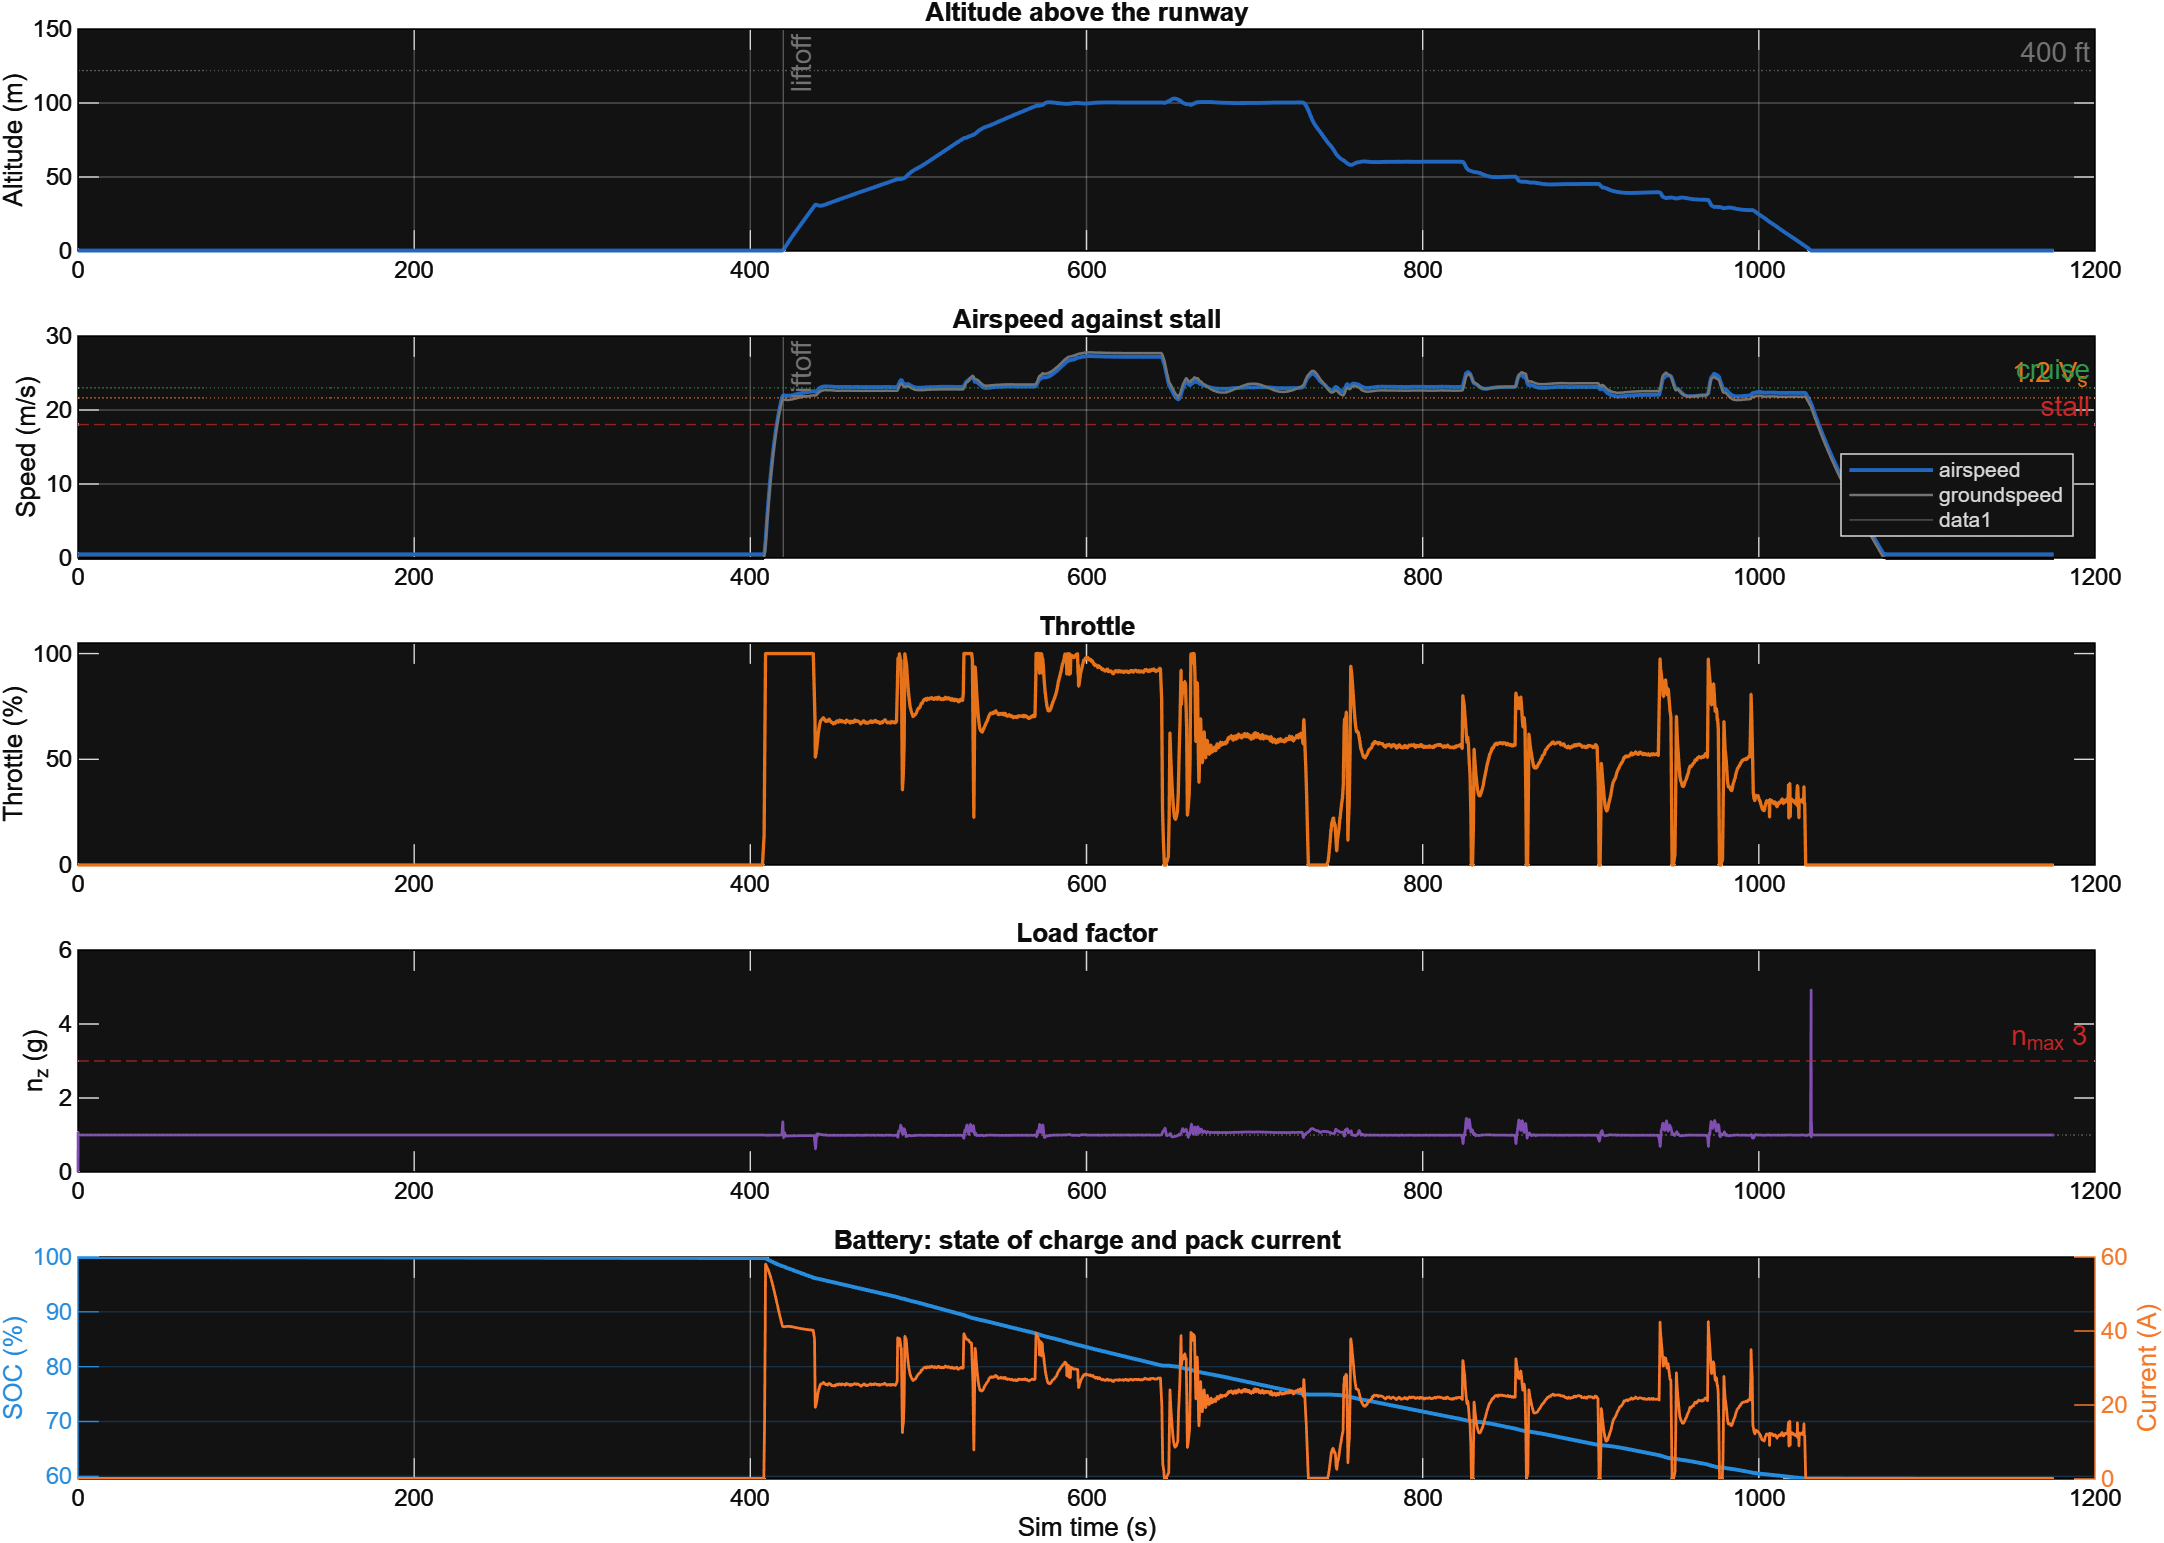 Altitude above the runway
Altitude (m)
150
100
50
0
liftoff
400 ft
0 200 400 600 800 1000 1200
Airspeed against stall
Speed (m/s)
30
20
10
0
liftoff
cruise
1.2 Vs
stall
airspeed
groundspeed
data1
0 200 400 600 800 1000 1200
Throttle
Throttle (%)
100
50
0
0 200 400 600 800 1000 1200
Load factor
nz (g)
6
4
2
0
nmax 3
0 200 400 600 800 1000 1200
Battery: state of charge and pack current
SOC (%)
100
90
80
70
60
60
40
20
0
Current (A)
0 200 400 600 800 1000 1200
Sim time (s)